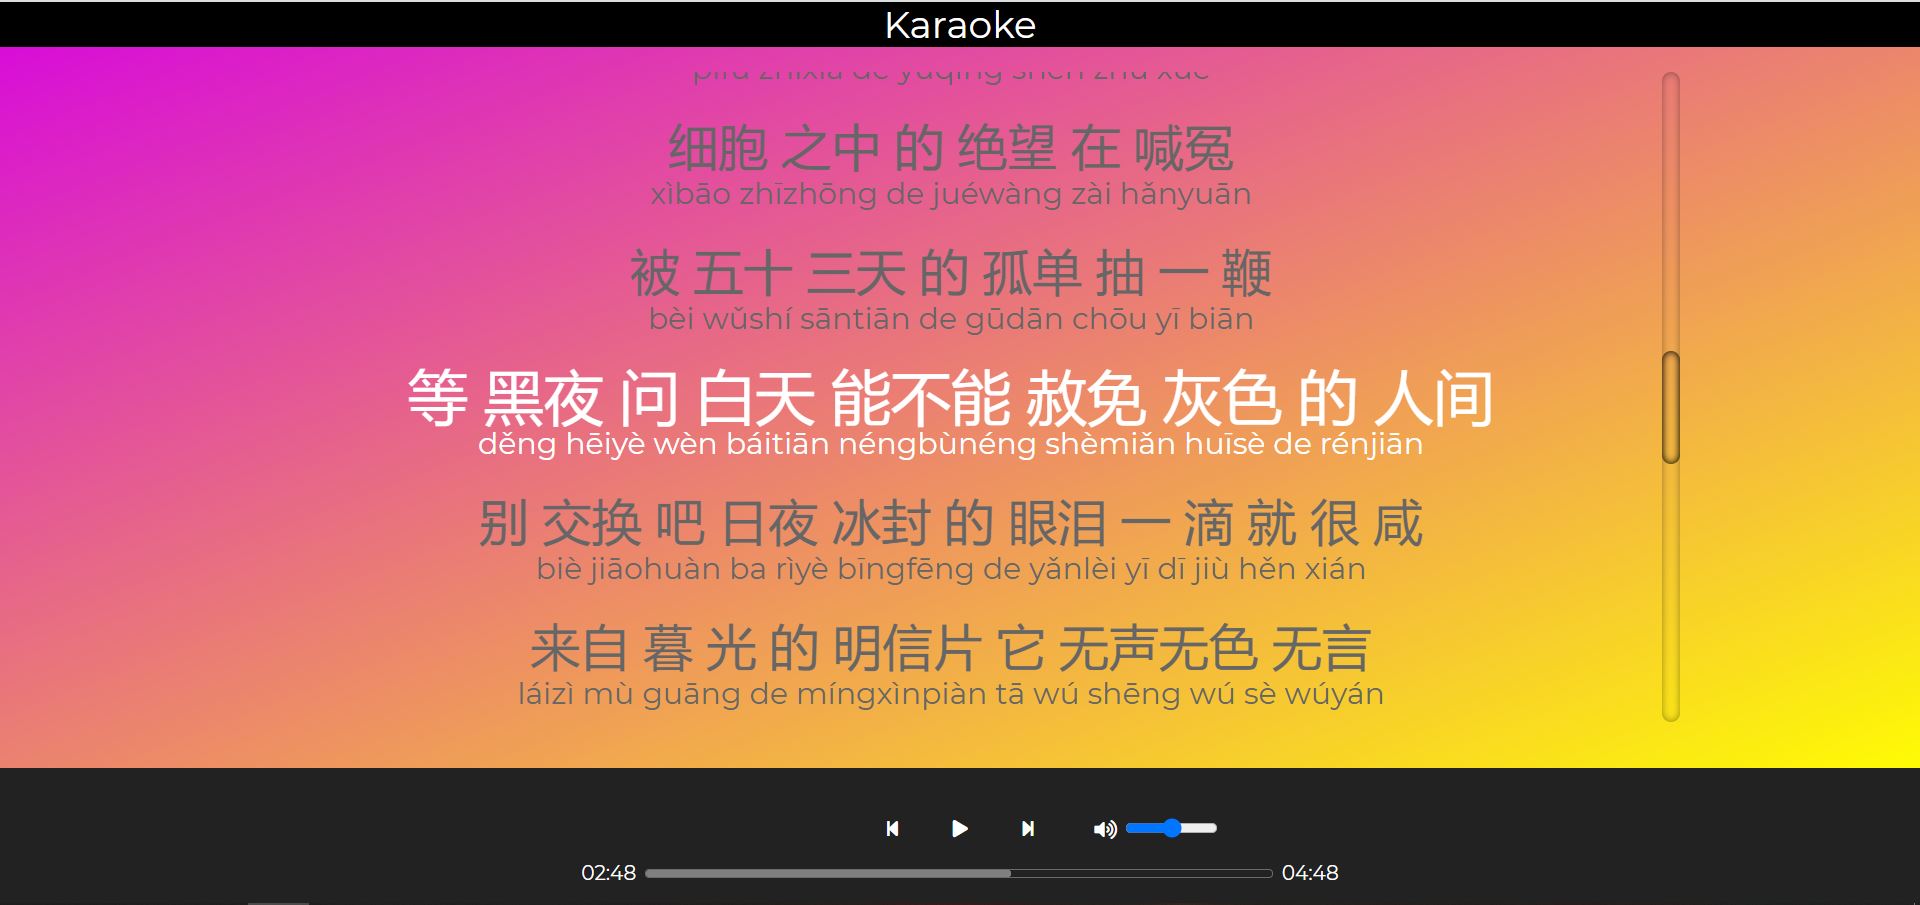 Karaoke
细胞 之中 的 绝望 在 喊冤
xìbāo zhīzhōng de juéwàng zài hǎnyuān
被 五十 三天 的 孤单 抽 一 鞭
bèi wǔshí sāntiān de gūdān chōu yī biān
等 黑夜 问 白天 能不能 赦免 灰色 的 人间
děng hēiyè wèn báitiān néngbùnéng shèmiǎn huīsè de rénjiān
别 交换 吧 日夜 冰封 的 眼泪 一 滴 就 很 咸
biè jiāohuàn ba rìyè bīngfēng de yǎnlèi yī dī jiù hěn xián
来自 暮 光 的 明信片 它 无声无色 无言
láizì mù guāng de míngxìnpiàn tā wú shēng wú sè wúyán
02:48 04:48